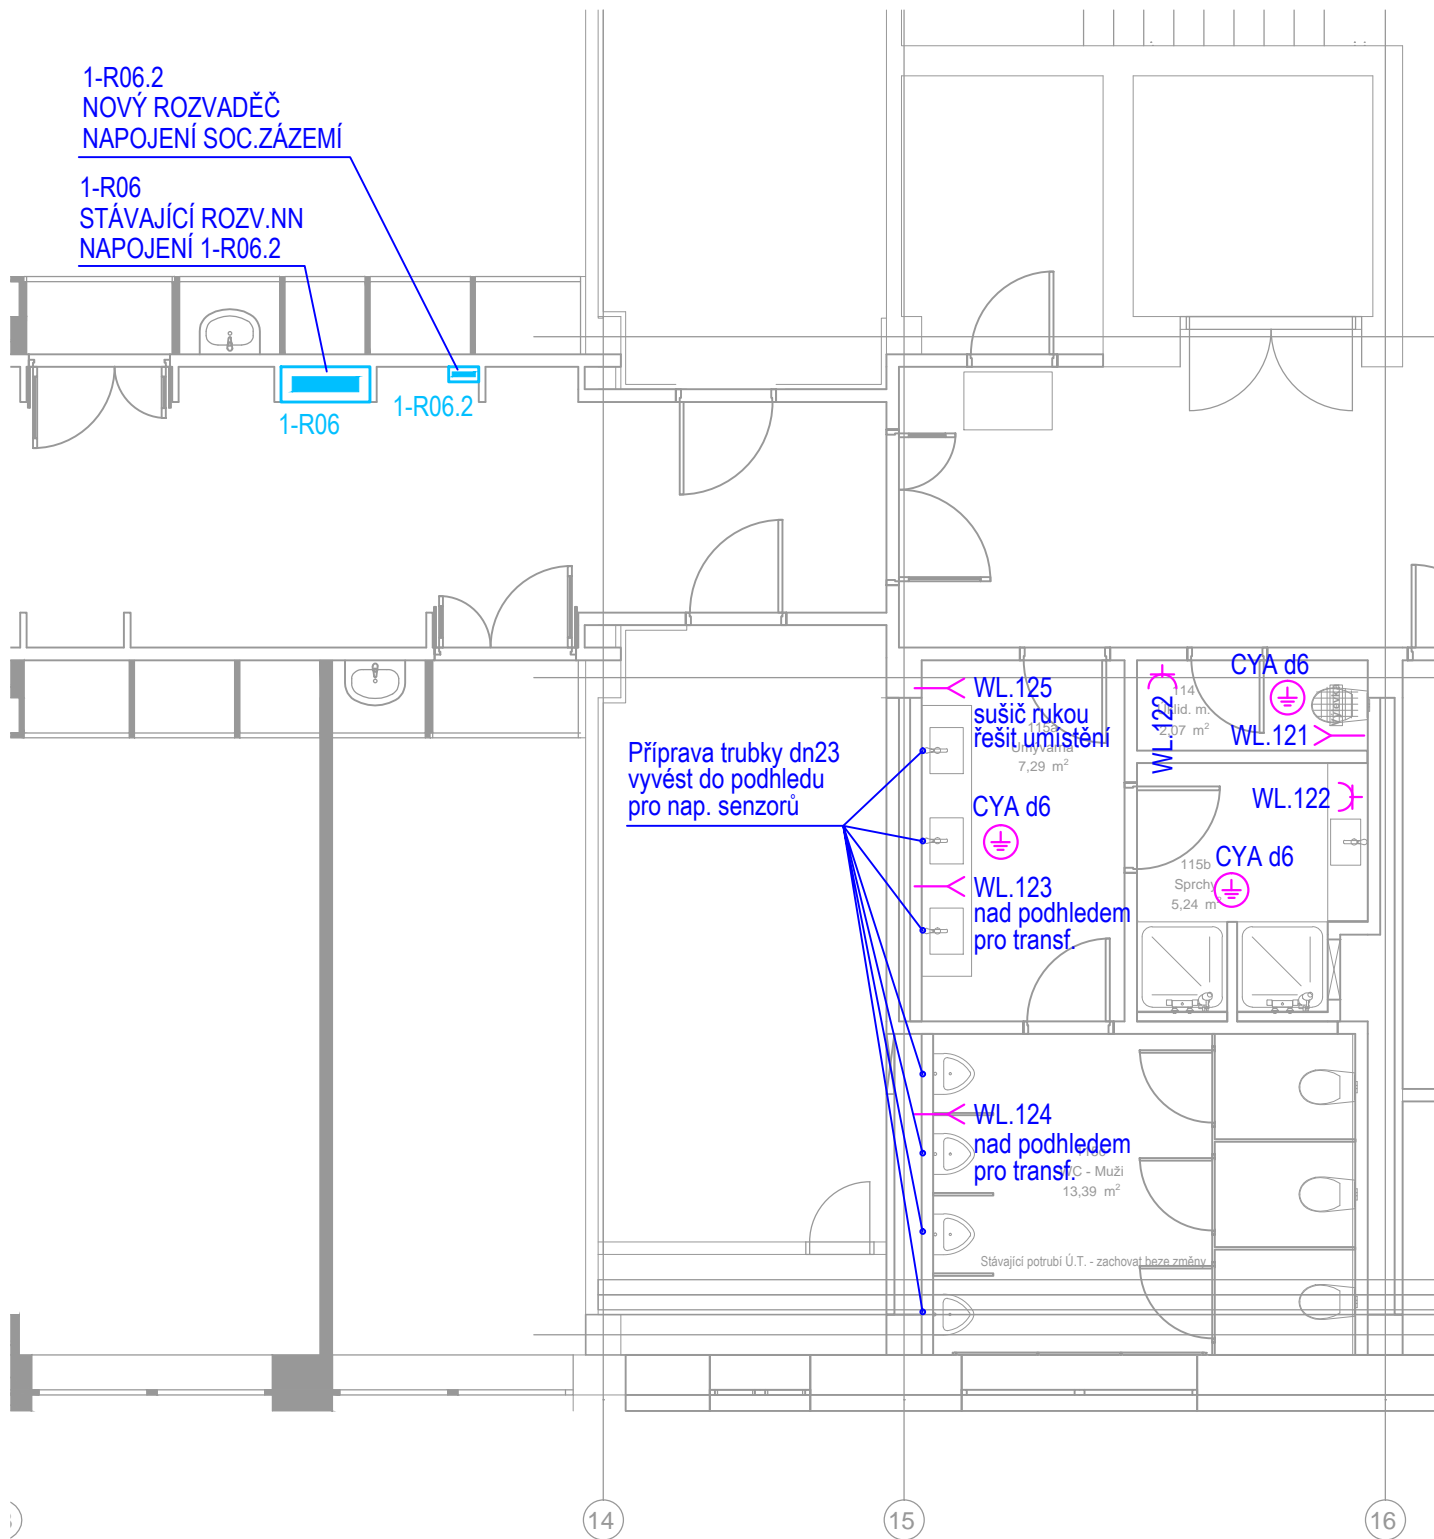 1-R06.2
NOVÝ ROZVADĚČ
NAPOJENÍ SOC.ZÁZEMÍ
1-R06
STÁVAJÍCÍ ROZV.NN
NAPOJENÍ 1-R06.2
1-R06
1-R06.2
WL.125
sušič rukou
řešit umístění
115a
Umývárna
7,29 m²
WL.122
114
m.
2,07 m²
CYA d6
WL.121
Příprava trubky dn23
vyvést do podhledu
pro nap. senzorů
CYA d6
WL.122
CYA d6
115b
Sprchy
5,24 m²
WL.123
nad podhledem
pro transf.
WL.124
nad podhledem
pro transf.
WC - Muži
13,39 m²
Stávající potrubí Ú.T. - zachovat beze změny
14
15
16